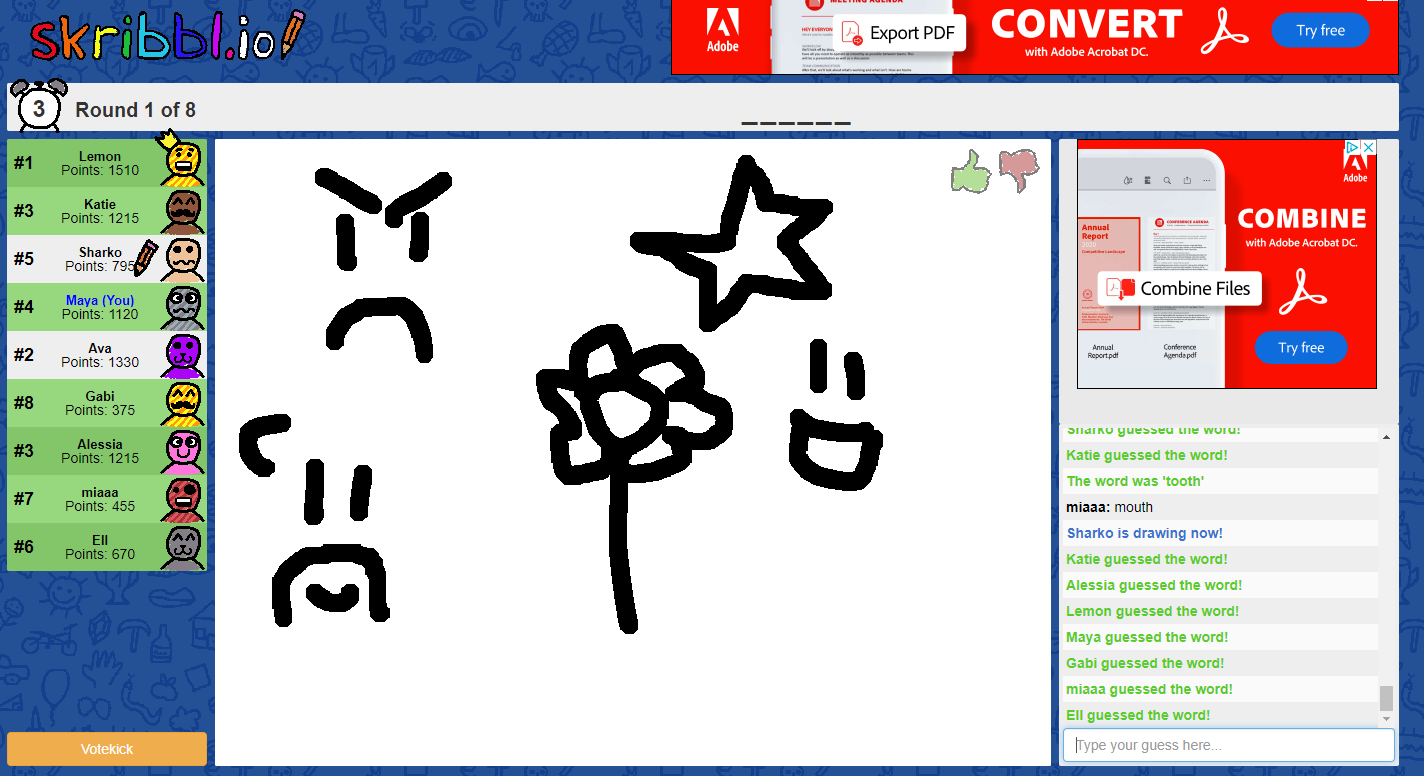 skribbl.io!
Adobe
MEETING AGENDA
Export PDF
CONVERT
with Adobe Acrobat DC.
Try free
3
Round 1 of 8
______
#1
Lemon
Points: 1510
#3
Katie
Points: 1215
#5
Sharko
Points: 795
#4
Maya (You)
Points: 1120
#2
Ava
Points: 1330
#8
Gabi
Points: 375
#3
Alessia
Points: 1215
#7
miaaa
Points: 455
#6
Ell
Points: 670
Votekick
Adobe
Annual
Report
2020
CONFERENCE AGENDA
COMBINE
with Adobe Acrobat DC.
Combine Files
Annual
Report.pdf
Conference
Agenda.pdf
Try free
Sharko guessed the word!
Katie guessed the word!
The word was 'tooth'
miaaa: mouth
Sharko is drawing now!
Katie guessed the word!
Alessia guessed the word!
Lemon guessed the word!
Maya guessed the word!
Gabi guessed the word!
miaaa guessed the word!
Ell guessed the word!
Type your guess here...